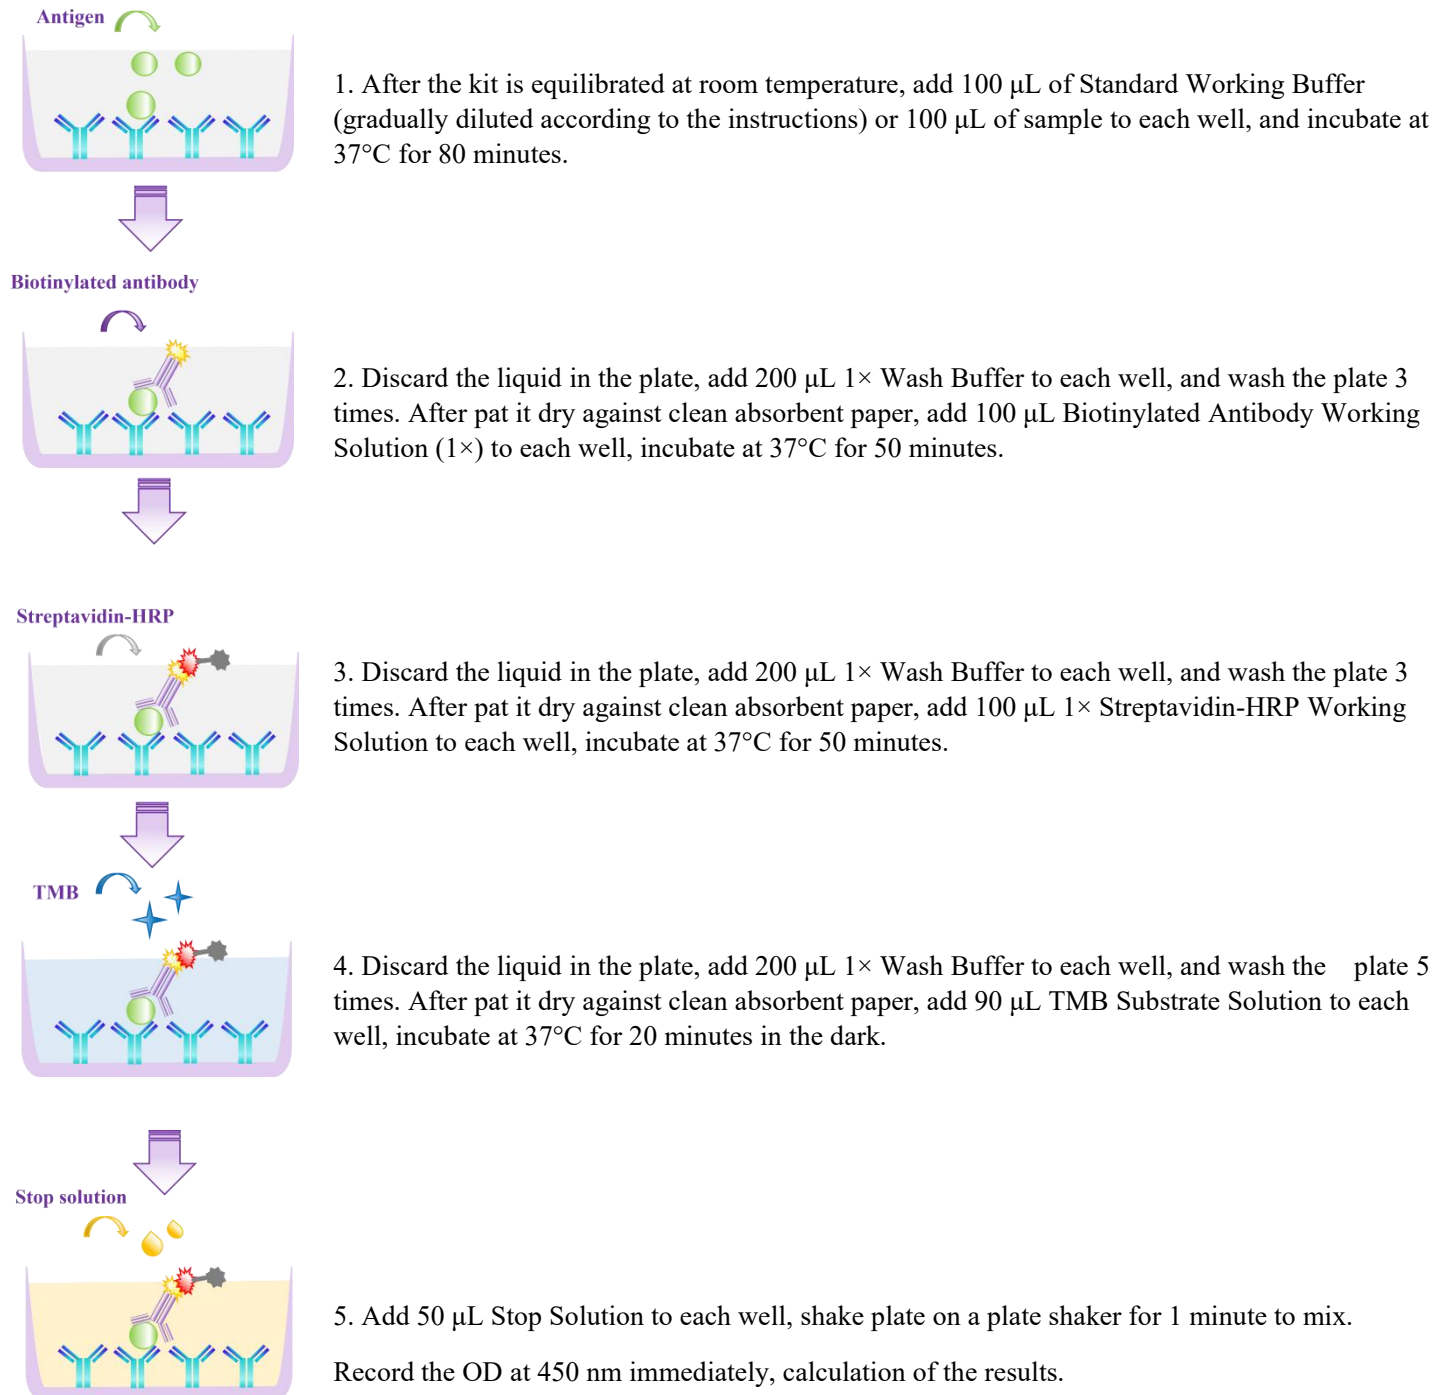 Antigen
1. After the kit is equilibrated at room temperature, add 100 μL of Standard Working Buffer
(gradually diluted according to the instructions) or 100 μL of sample to each well, and incubate at
37°C for 80 minutes.
Biotinylated antibody
2. Discard the liquid in the plate, add 200 μL 1× Wash Buffer to each well, and wash the plate 3
times. After pat it dry against clean absorbent paper, add 100 μL Biotinylated Antibody Working
Solution (1×) to each well, incubate at 37°C for 50 minutes.
Streptavidin-HRP
3. Discard the liquid in the plate, add 200 μL 1× Wash Buffer to each well, and wash the plate 3
times. After pat it dry against clean absorbent paper, add 100 μL 1× Streptavidin-HRP Working
Solution to each well, incubate at 37°C for 50 minutes.
TMB
4. Discard the liquid in the plate, add 200 μL 1× Wash Buffer to each well, and wash the plate 5
times. After pat it dry against clean absorbent paper, add 90 μL TMB Substrate Solution to each
well, incubate at 37°C for 20 minutes in the dark.
Stop solution
5. Add 50 μL Stop Solution to each well, shake plate on a plate shaker for 1 minute to mix.
Record the OD at 450 nm immediately, calculation of the results.